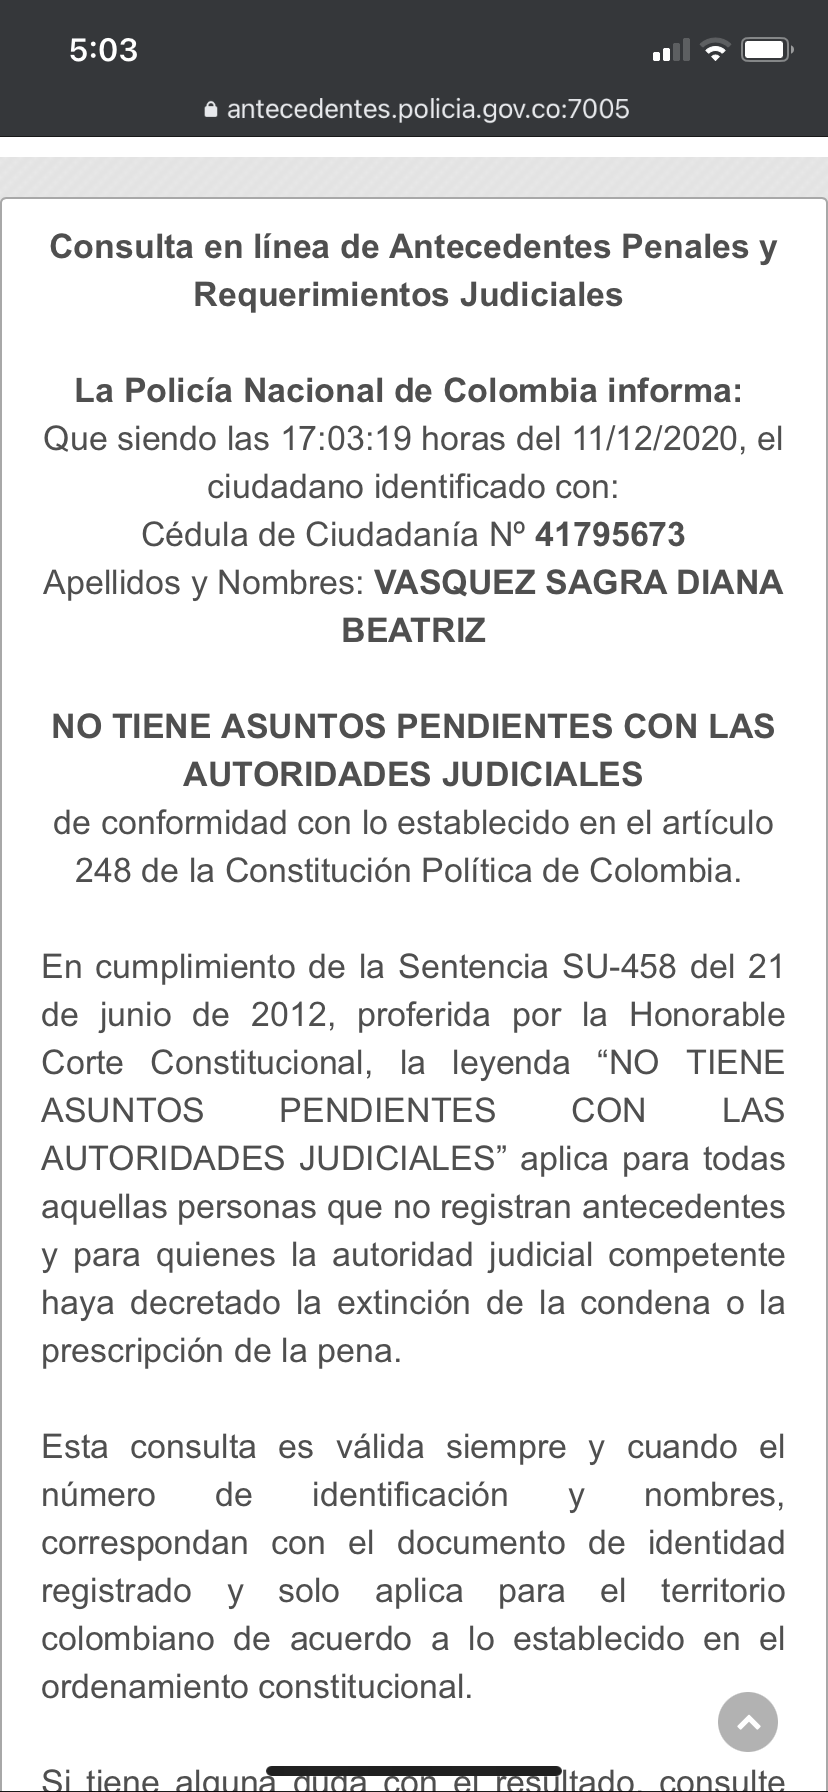 5:03
antecedentes.policia.gov.co:7005
Consulta en línea de Antecedentes Penales y
Requerimientos Judiciales
La Policía Nacional de Colombia informa:
Que siendo las 17:03:19 horas del 11/12/2020, el
ciudadano identificado con:
Cédula de Ciudadanía Nº 41795673
Apellidos y Nombres: VASQUEZ SAGRA DIANA
BEATRIZ
NO TIENE ASUNTOS PENDIENTES CON LAS
AUTORIDADES JUDICIALES
de conformidad con lo establecido en el artículo
248 de la Constitución Política de Colombia.
En cumplimiento de la Sentencia SU-458 del 21
de junio de 2012, proferida por la Honorable
Corte Constitucional, la leyenda “NO TIENE
ASUNTOS PENDIENTES CON LAS
AUTORIDADES JUDICIALES” aplica para todas
aquellas personas que no registran antecedentes
y para quienes la autoridad judicial competente
haya decretado la extinción de la condena o la
prescripción de la pena.
Esta consulta es válida siempre y cuando el
número de identificación y nombres,
correspondan con el documento de identidad
registrado y solo aplica para el territorio
colombiano de acuerdo a lo establecido en el
ordenamiento constitucional.
Si tiene alguna duda con el resultado, consulte